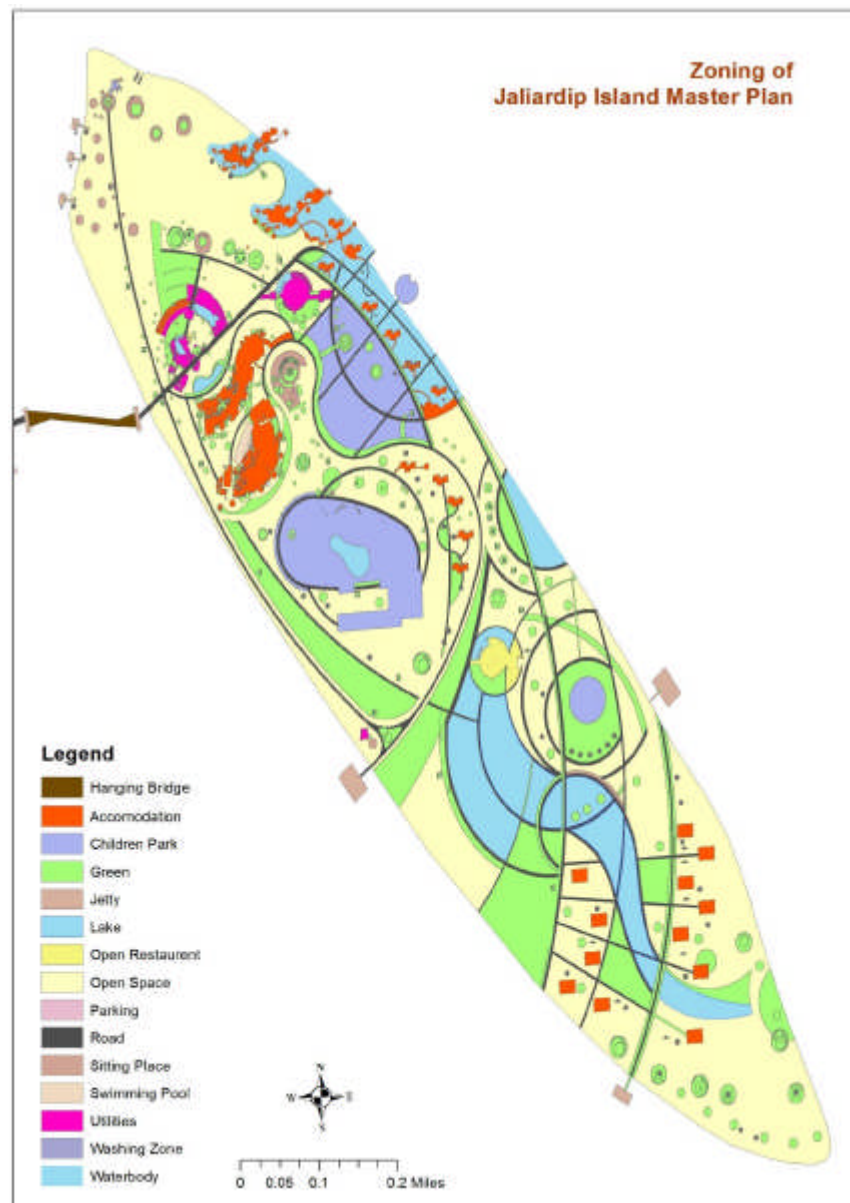 Zoning of
Jaliardip Island Master Plan
Legend
Hanging Bridge
Accomodation
Children Park
Green
Jetty
Lake
Open Restaurent
Open Space
Parking
Road
Sitting Place
Swimming Pool
Utilities
Washing Zone
Waterbody
N
W E
S
0 0.05 0.1 0.2 Miles